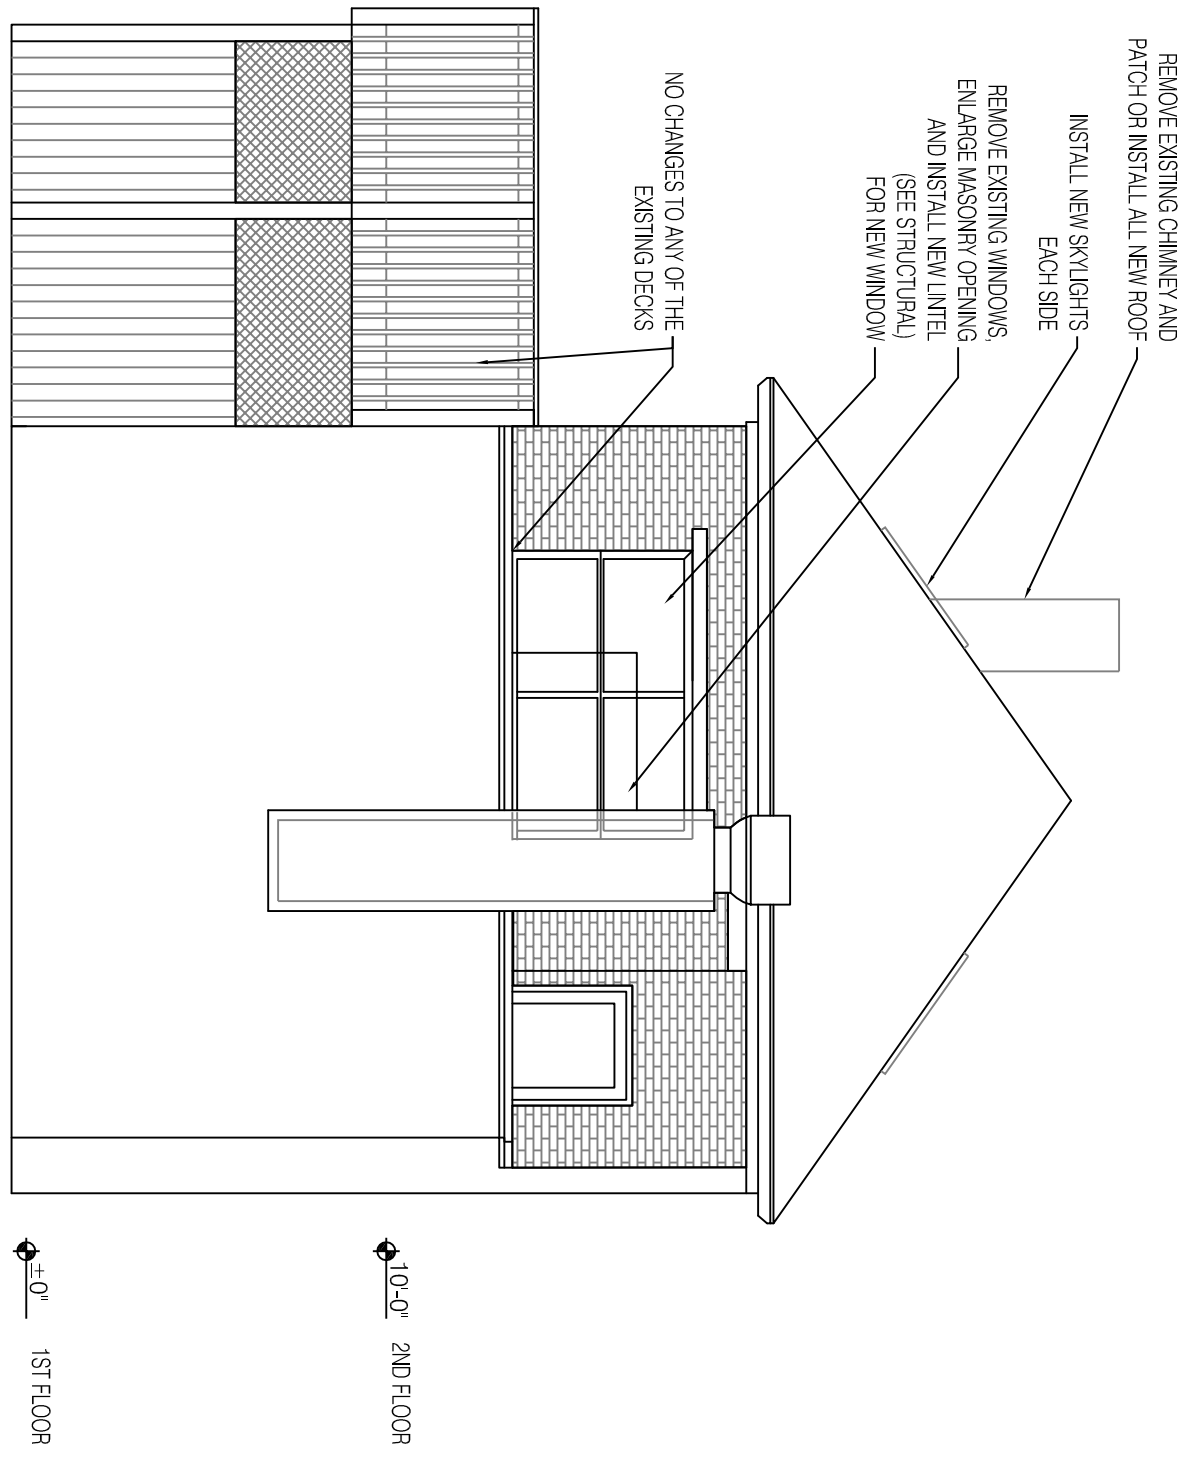 REMOVE EXISTING CHIMNEY AND
PATCH OR INSTALL ALL NEW ROOF
INSTALL NEW SKYLIGHTS
EACH SIDE
REMOVE EXISTING WINDOWS,
ENLARGE MASONRY OPENING
AND INSTALL NEW LINTEL
(SEE STRUCTURAL)
FOR NEW WINDOW
NO CHANGES TO ANY OF THE
EXISTING DECKS
10'-0" 2ND FLOOR
±0" 1ST FLOOR